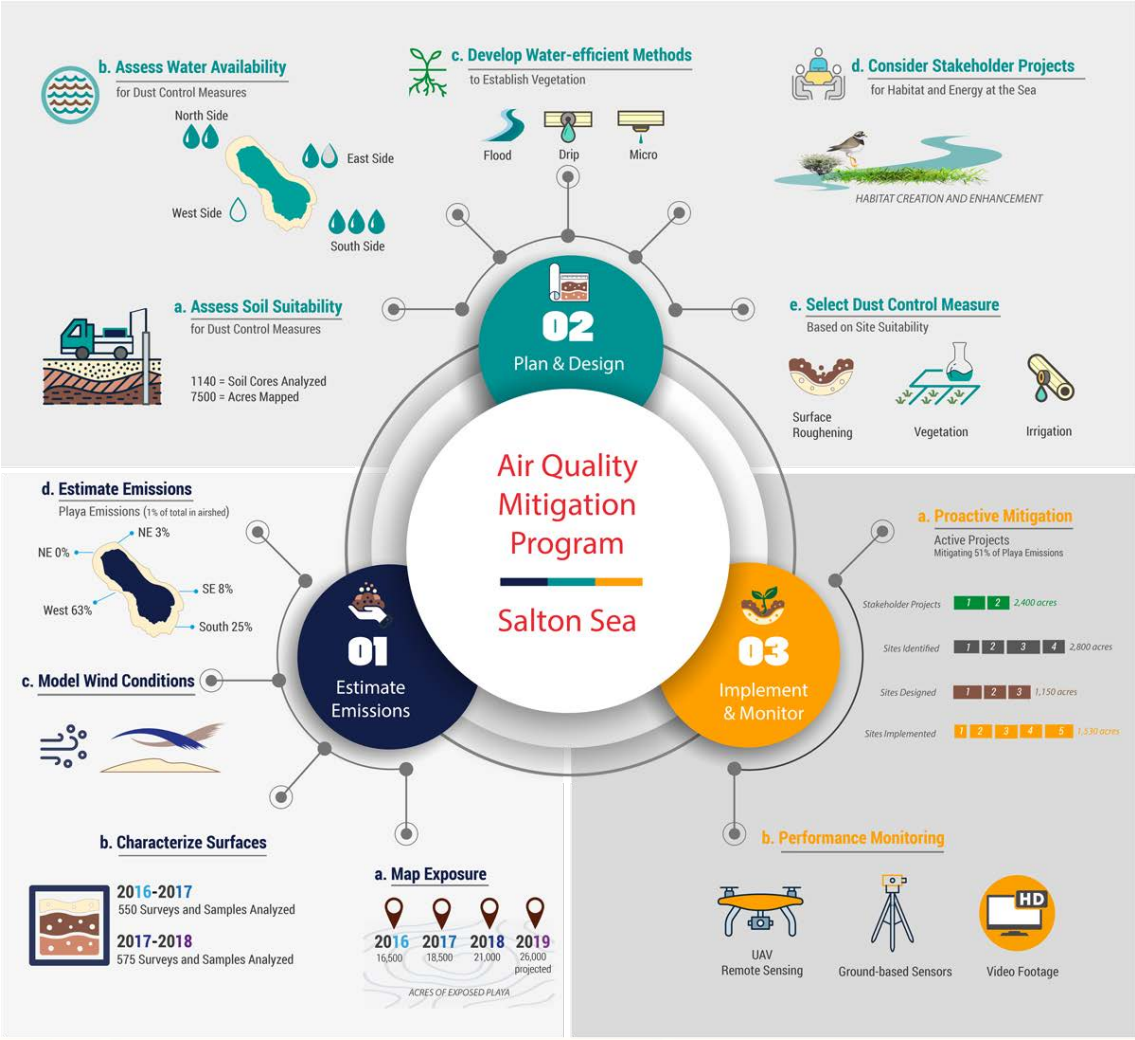 b. Assess Water Availability
for Dust Control Measures
North Side
East Side
West Side
South Side
c. Develop Water-efficient Methods
to Establish Vegetation
Flood
Drip
Micro
d. Consider Stakeholder Projects
for Habitat and Energy at the Sea
HABITAT CREATION AND ENHANCEMENT
a. Assess Soil Suitability
for Dust Control Measures
1140 = Soil Cores Analyzed
7500 = Acres Mapped
02
Plan & Design
e. Select Dust Control Measure
Based on Site Suitability
Surface
Roughening
Vegetation
Irrigation
Air Quality
Mitigation
Program
Salton Sea
d. Estimate Emissions
Playa Emissions (1% of total in airshed)
NE 3%
NE 0%
SE 8%
West 63%
South 25%
c. Model Wind Conditions
01
Estimate
Emissions
b. Characterize Surfaces
2016-2017
550 Surveys and Samples Analyzed
2017-2018
575 Surveys and Samples Analyzed
a. Map Exposure
2016 2017 2018 2019
16,500 18,500 21,000 26,000
projected
ACRES OF EXPOSED PLAYA
03
Implement
& Monitor
a. Proactive Mitigation
Active Projects
Mitigating 51% of Playa Emissions
Stakeholder Projects 1 2 2,400 acres
Sites Identified 1 2 3 4 2,800 acres
Sites Designed 1 2 3 1,150 acres
Sites Implemented 1 2 3 4 5 1,530 acres
b. Performance Monitoring
HD
UAV
Remote Sensing
Ground-based Sensors
Video Footage